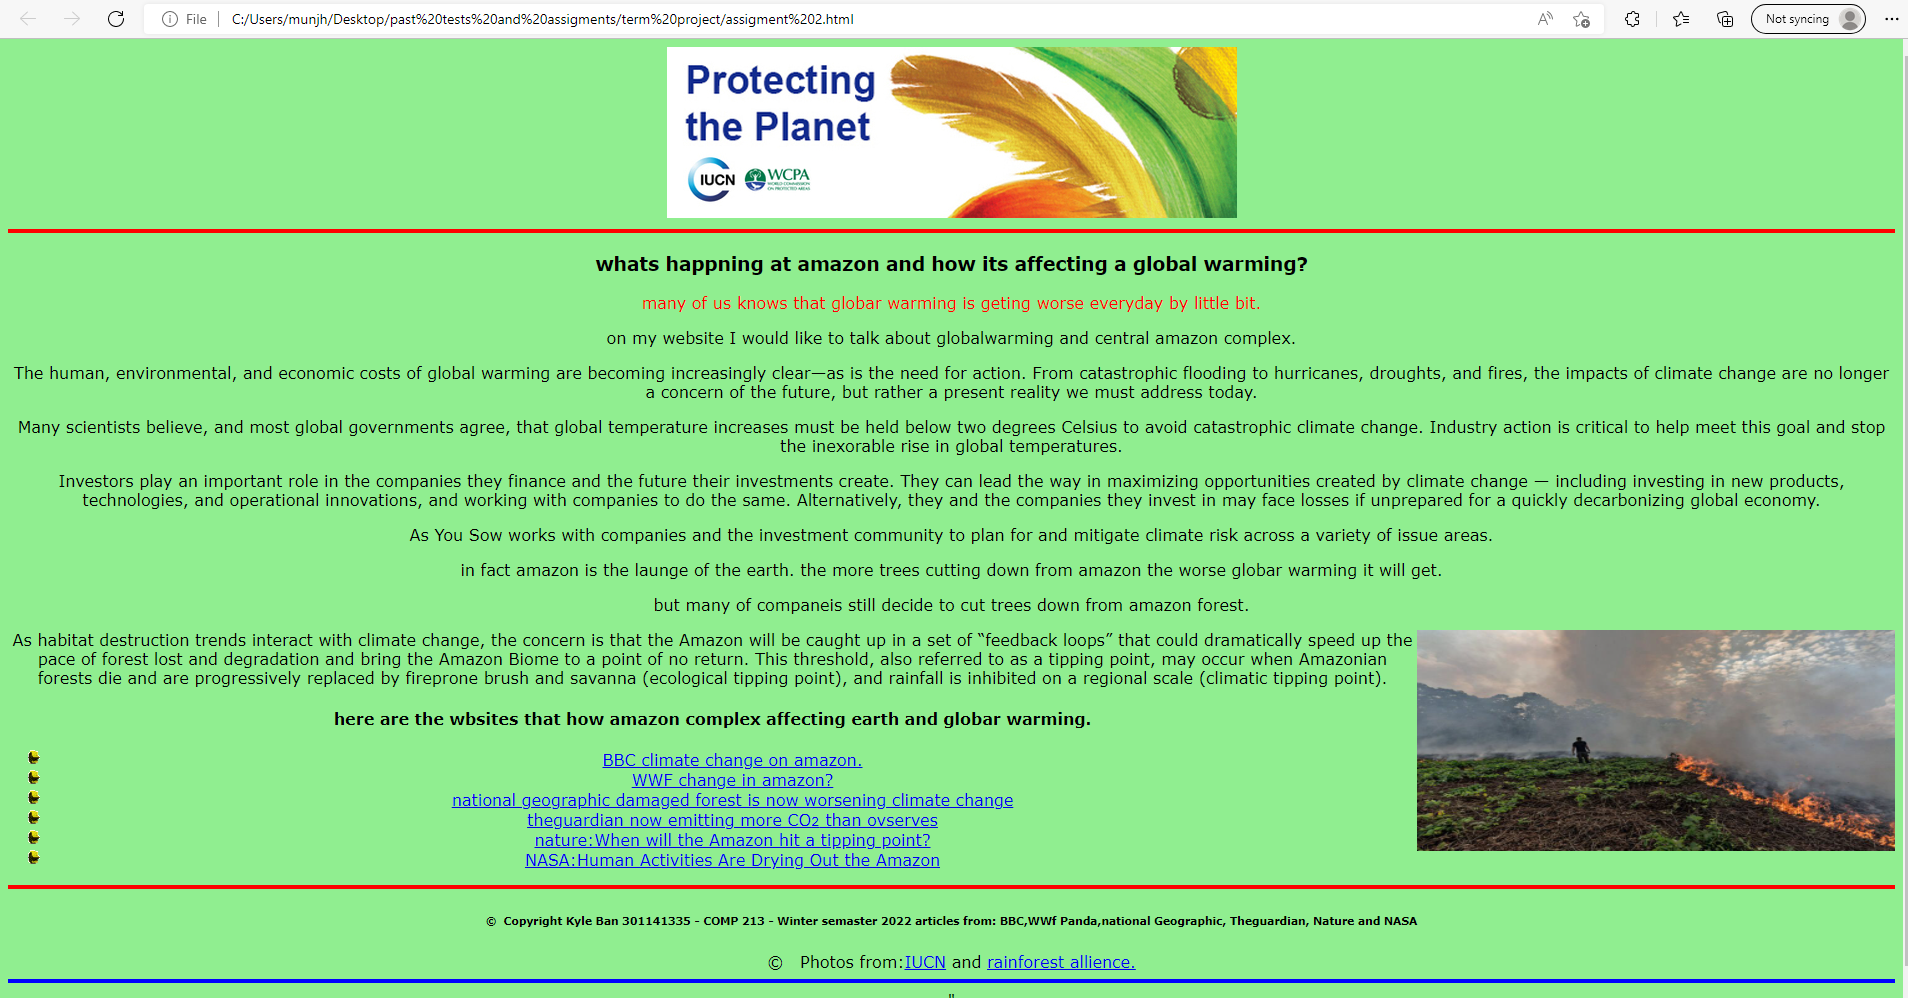 File
C:/Users/munjh/Desktop/past%20tests%20and%20assigments/term%20project/assigment%202.html
Not syncing
Protecting
the Planet
IUCN
WCPA
WORLD COMMISSION
ON PROTECTED AREAS
whats happning at amazon and how its affecting a global warming?
many of us knows that globar warming is geting worse everyday by little bit.
on my website I would like to talk about globalwarming and central amazon complex.
The human, environmental, and economic costs of global warming are becoming increasingly clear—as is the need for action. From catastrophic flooding to hurricanes, droughts, and fires, the impacts of climate change are no longer
a concern of the future, but rather a present reality we must address today.
Many scientists believe, and most global governments agree, that global temperature increases must be held below two degrees Celsius to avoid catastrophic climate change. Industry action is critical to help meet this goal and stop
the inexorable rise in global temperatures.
Investors play an important role in the companies they finance and the future their investments create. They can lead the way in maximizing opportunities created by climate change — including investing in new products,
technologies, and operational innovations, and working with companies to do the same. Alternatively, they and the companies they invest in may face losses if unprepared for a quickly decarbonizing global economy.
As You Sow works with companies and the investment community to plan for and mitigate climate risk across a variety of issue areas.
in fact amazon is the launge of the earth. the more trees cutting down from amazon the worse globar warming it will get.
but many of companeis still decide to cut trees down from amazon forest.
As habitat destruction trends interact with climate change, the concern is that the Amazon will be caught up in a set of “feedback loops” that could dramatically speed up the
pace of forest lost and degradation and bring the Amazon Biome to a point of no return. This threshold, also referred to as a tipping point, may occur when Amazonian
forests die and are progressively replaced by fireprone brush and savanna (ecological tipping point), and rainfall is inhibited on a regional scale (climatic tipping point).
here are the wbsites that how amazon complex affecting earth and globar warming.
BBC climate change on amazon.
WWF change in amazon?
national geographic damaged forest is now worsening climate change
theguardian now emitting more CO2 than ovserves
nature:When will the Amazon hit a tipping point?
NASA:Human Activities Are Drying Out the Amazon
© Copyright Kyle Ban 301141335 - COMP 213 - Winter semaster 2022 articles from: BBC,WWf Panda,national Geographic, Theguardian, Nature and NASA
© Photos from:IUCN and rainforest allience.
"